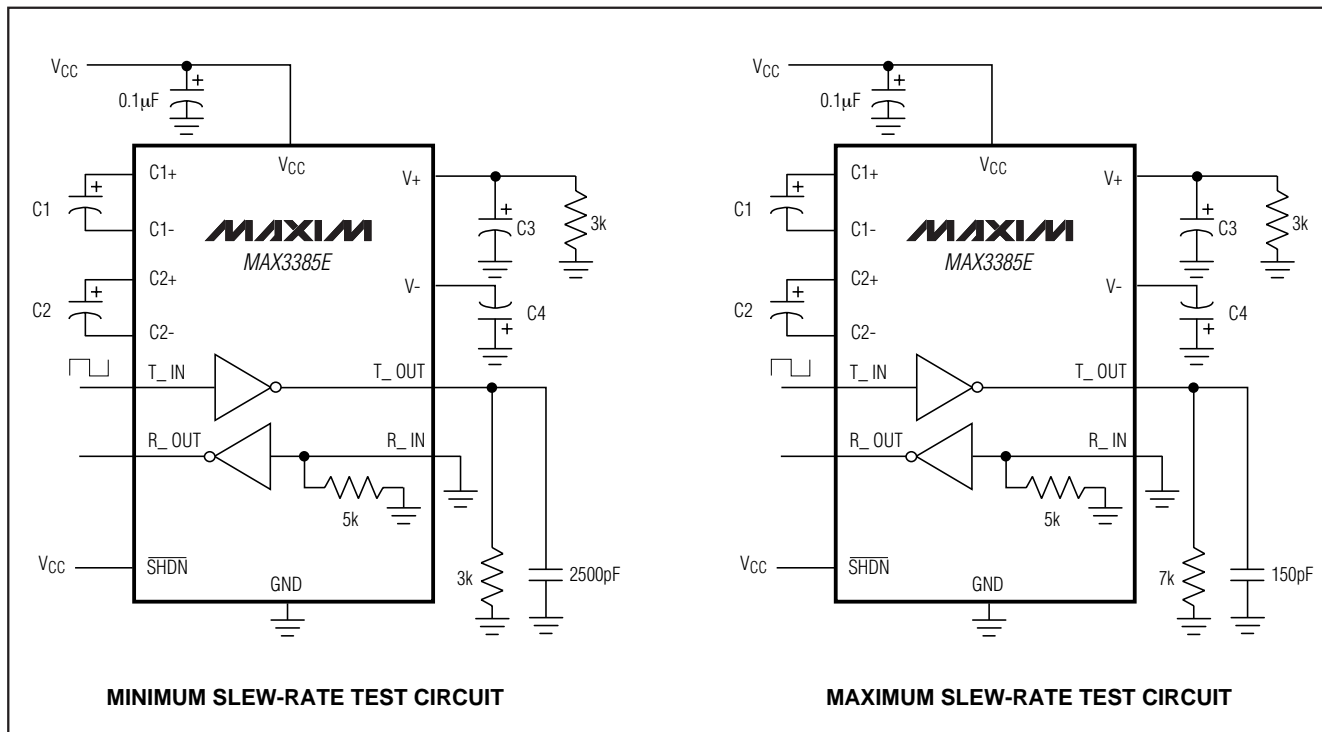 VCC
0.1µF
+
VCC
C1+
V+
C1
+
C1-
+
C3
3k
MAXIM
MAX3385E
C2+
V-
C2
+
C2-
C4
+
T_ IN
T_ OUT
R_ OUT
R_ IN
5k
VCC
SHDN
GND
3k
2500pF
MINIMUM SLEW-RATE TEST CIRCUIT
VCC
0.1µF
+
VCC
C1+
V+
C1
+
C1-
+
C3
3k
MAXIM
MAX3385E
C2+
V-
C2
+
C2-
C4
+
T_ IN
T_ OUT
R_ OUT
R_ IN
5k
VCC
SHDN
GND
7k
150pF
MAXIMUM SLEW-RATE TEST CIRCUIT